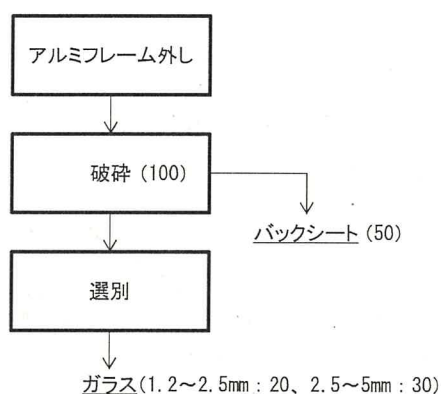 アルミフレーム外し
破砕 (100)
バックシート (50)
選別
ガラス(1.2～2.5mm：20、2.5～5mm：30)